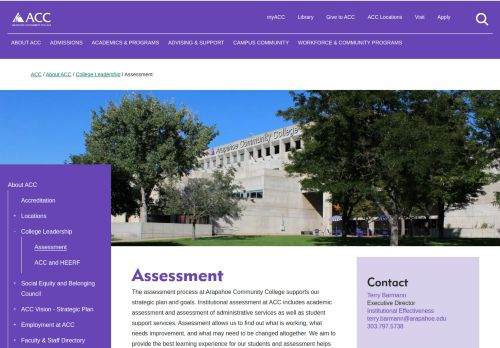 ACC
myACC Library Give to ACC ACC Locations Visit Apply
ABOUT ACC ADMISSIONS ACADEMICS & PROGRAMS ADVISING & SUPPORT CAMPUS COMMUNITY WORKFORCE & COMMUNITY PROGRAMS
ACC / About ACC / College Leadership / Assessment
Arapahoe Community College
About ACC
Accreditation
Locations
College Leadership
Assessment
ACC and HEERF
Social Equity and Belonging
Council
ACC Vision - Strategic Plan
Employment at ACC
Faculty & Staff Directory
Assessment
The assessment process at Arapahoe Community College supports our
strategic plan and goals. Institutional assessment at ACC includes academic
assessment and assessment of administrative services as well as student
support services. Assessment allows us to find out what is working, what
needs improvement, and what may need to be changed altogether. We aim to
provide the best learning experience for our students and assessment helps
Contact
Terry Barmann
Executive Director
Institutional Effectiveness
terry.barmann@arapahoe.edu
303.797.5738